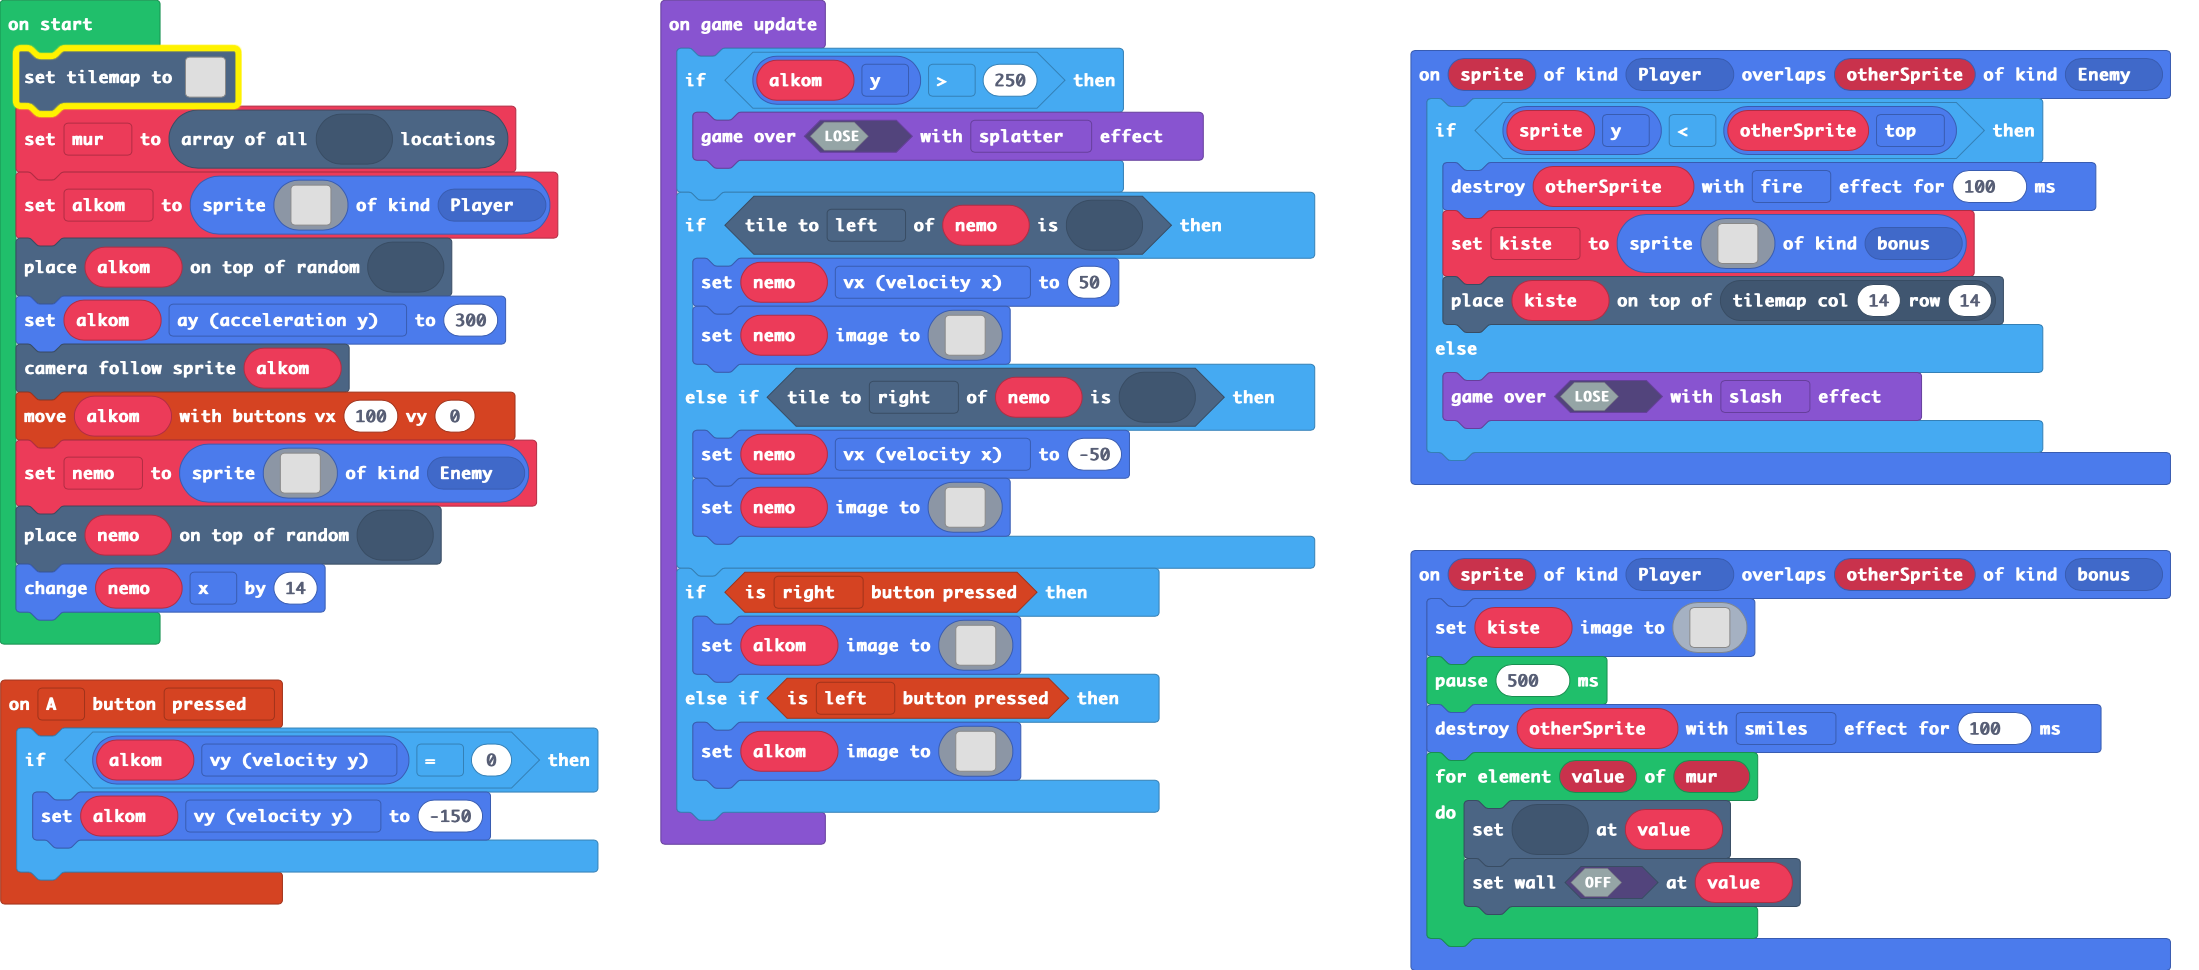 on start
set tilemap to
set mur to array of all locations
set alkom to sprite of kind Player
place alkom on top of random
set alkom ay (acceleration y) to 300
camera follow sprite alkom
move alkom with buttons vx 100 vy 0
set nemo to sprite of kind Enemy
place nemo on top of random
change nemo x by 14
on A button pressed
if alkom vy (velocity y) = 0 then
set alkom vy (velocity y) to -150
on game update
if alkom y > 250 then
game over LOSE with splatter effect
if tile to left of nemo is then
set nemo vx (velocity x) to 50
set nemo image to
else if tile to right of nemo is then
set nemo vx (velocity x) to -50
set nemo image to
if is right button pressed then
set alkom image to
else if is left button pressed then
set alkom image to
on sprite of kind Player overlaps otherSprite of kind Enemy
if sprite y < otherSprite top then
destroy otherSprite with fire effect for 100 ms
set kiste to sprite of kind bonus
place kiste on top of tilemap col 14 row 14
else
game over LOSE with slash effect
on sprite of kind Player overlaps otherSprite of kind bonus
set kiste image to
pause 500 ms
destroy otherSprite with smiles effect for 100 ms
for element value of mur
do
set at value
set wall OFF at value